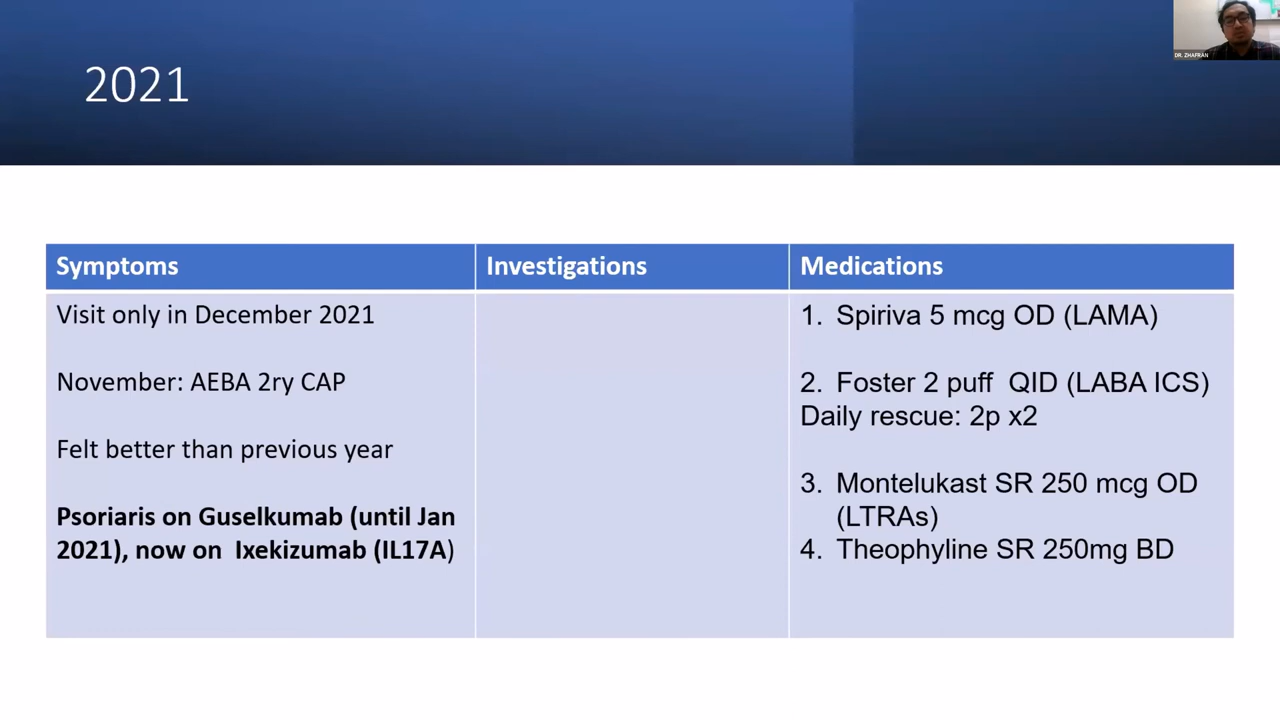 2021
DR. ZHAFRAN
Symptoms
Investigations
Medications
Visit only in December 2021
November: AEBA 2ry CAP
Felt better than previous year
Psoriaris on Guselkumab (until Jan
2021), now on Ixekizumab (IL17A)
1. Spiriva 5 mcg OD (LAMA)
2. Foster 2 puff QID (LABA ICS)
Daily rescue: 2p x2
3. Montelukast SR 250 mcg OD
(LTRAs)
4. Theophyline SR 250mg BD